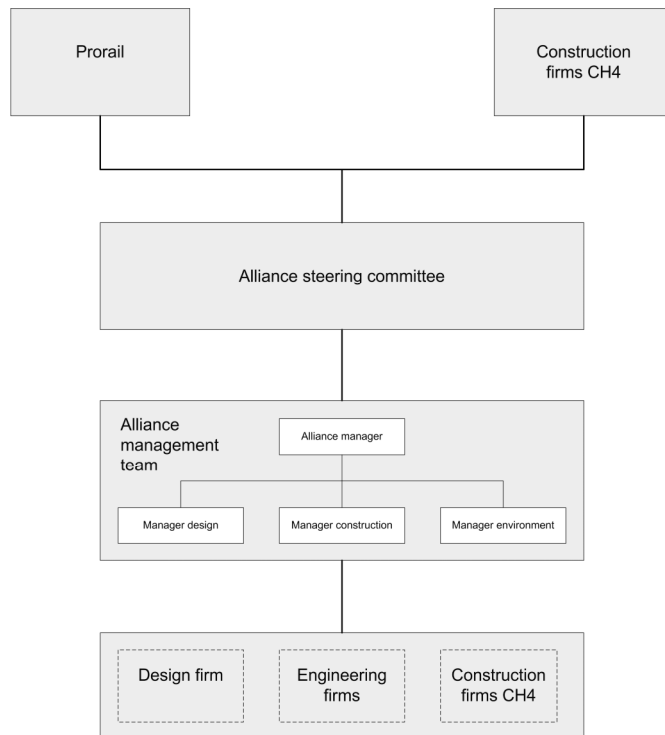 Prorail
Construction
firms CH4
Alliance steering committee
Alliance
management
team
Alliance manager
Manager design
Manager construction
Manager environment
Design firm
Engineering
firms
Construction
firms CH4